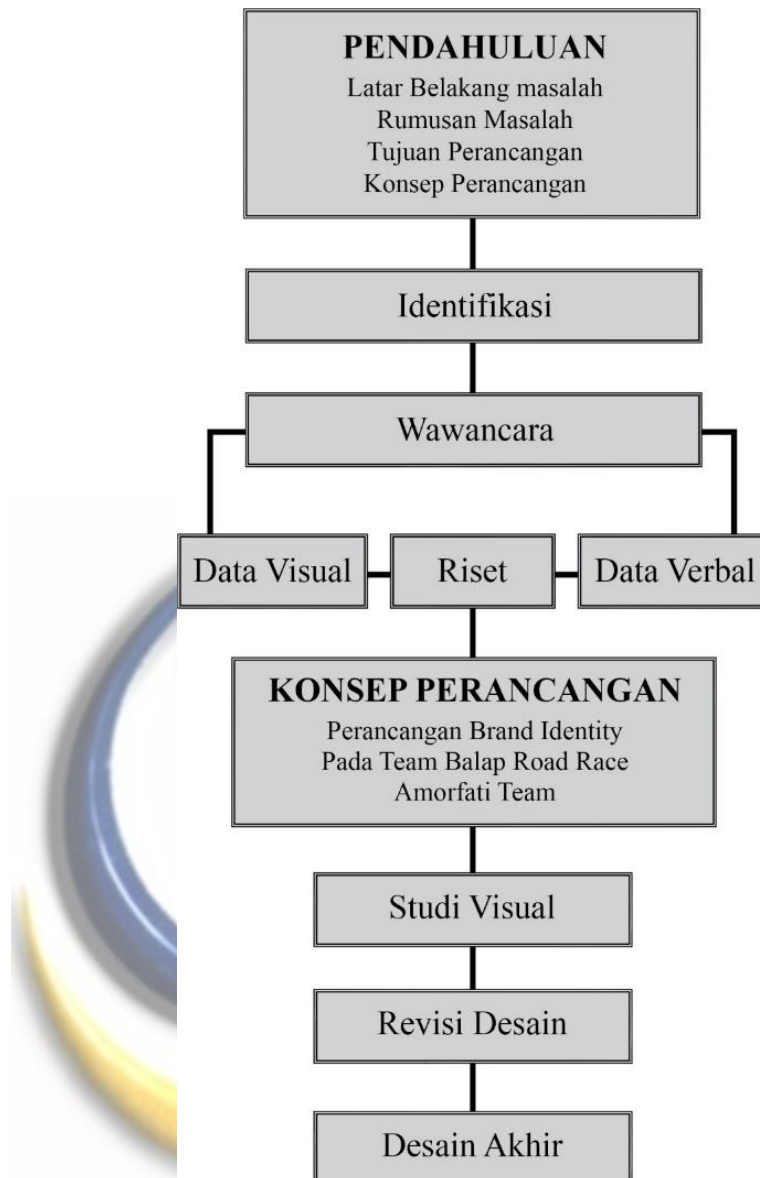 PENDAHULUAN
Latar Belakang masalah
Rumusan Masalah
Tujuan Perancangan
Konsep Perancangan
Identifikasi
Wawancara
Data Visual
Riset
Data Verbal
KONSEP PERANCANGAN
Perancangan Brand Identity
Pada Team Balap Road Race
Amorfati Team
Studi Visual
Revisi Desain
Desain Akhir